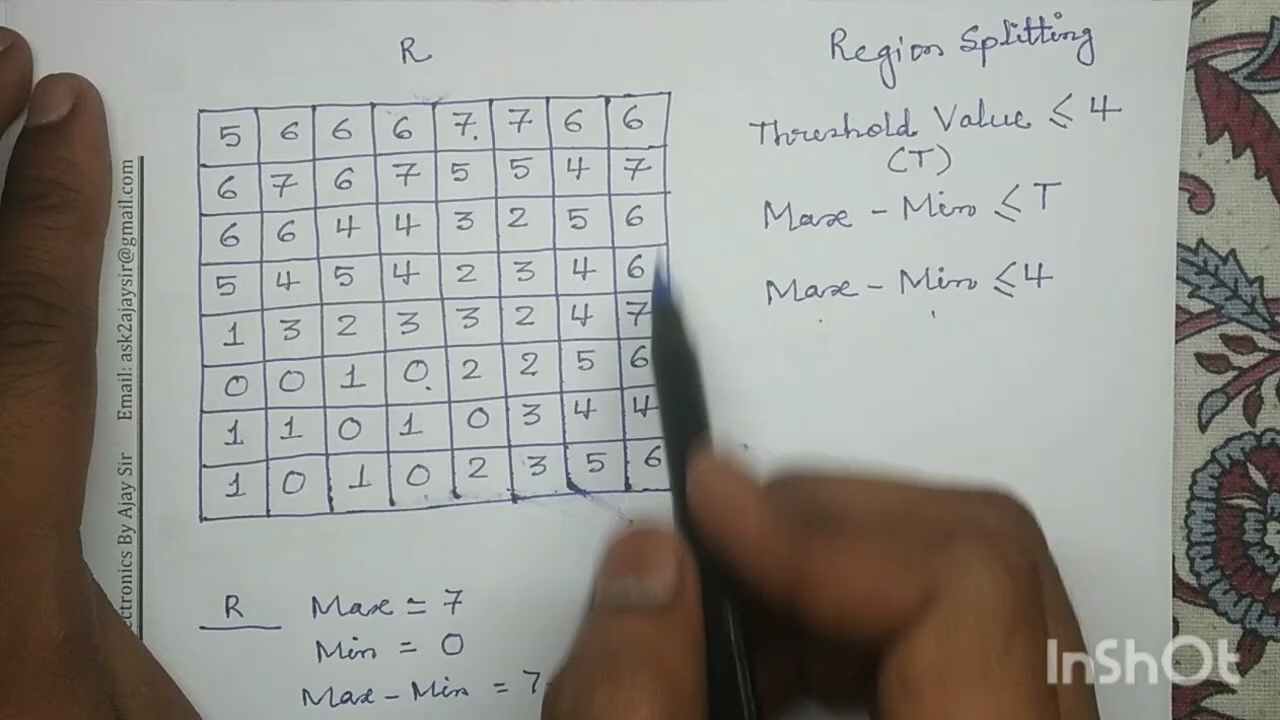 R
Region Splitting
5 6 6 6 7 7 6 6
6 7 6 7 5 5 4 7
6 6 4 4 3 2 5 6
5 4 5 4 2 3 4 6
1 3 2 3 3 2 4 7
0 0 1 0 2 2 5 6
1 1 0 1 0 3 4 4
1 0 1 0 2 3 5 6
Threshold Value ≤ 4
(T)
Max - Min ≤ T
Max - Min ≤ 4
R Max = 7
Min = 0
Max - Min = 7
ectronics By Ajay Sir Email: ask2ajaysir@gmail.com
InShOt